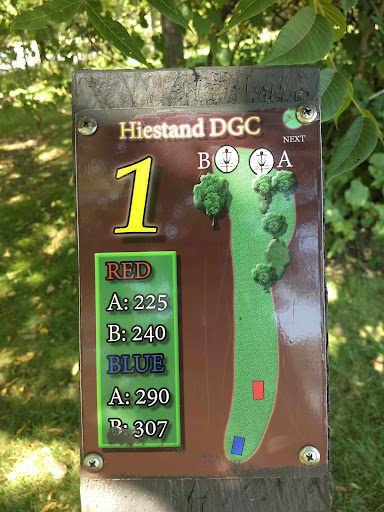 Hiestand DGC
NEXT
1
B A
RED
A: 225
B: 240
BLUE
A: 290
B: 307